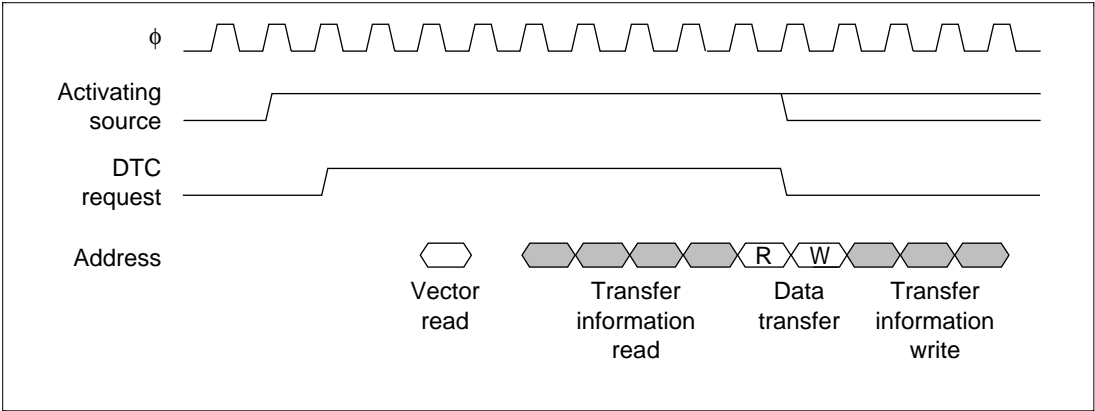 ϕ
Activating
source
DTC
request
Address
R
W
Vector
read
Transfer
information
read
Data
transfer
Transfer
information
write